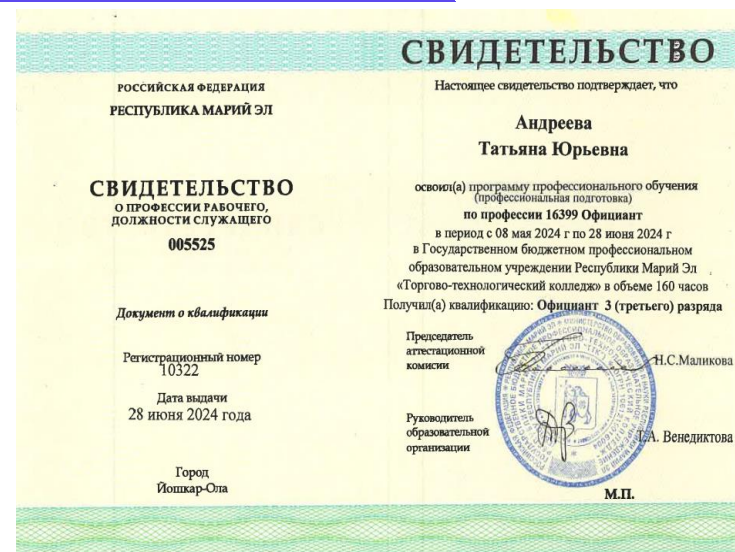 РОССИЙСКАЯ ФЕДЕРАЦИЯ
РЕСПУБЛИКА МАРИЙ ЭЛ
СВИДЕТЕЛЬСТВО
О ПРОФЕССИИ РАБОЧЕГО,
ДОЛЖНОСТИ СЛУЖАЩЕГО
005525
Документ о квалификации
Регистрационный номер
10322
Дата выдачи
28 июня 2024 года
Город
Йошкар-Ола
СВИДЕТЕЛЬСТВО
Настоящее свидетельство подтверждает, что
Андреева
Татьяна Юрьевна
освоил(а) программу профессионального обучения
(профессиональная подготовка)
по профессии 16399 Официант
в период с 08 мая 2024 г по 28 июня 2024 г
в Государственном бюджетном профессиональном
образовательном учреждении Республики Марий Эл
«Торгово-технологический колледж» в объеме 160 часов
Получил(а) квалификацию: Официант 3 (третьего) разряда
Председатель
аттестационной
комиссии
Н.С.Маликова
Руководитель
образовательной
организации
А. Венедиктова
М.П.